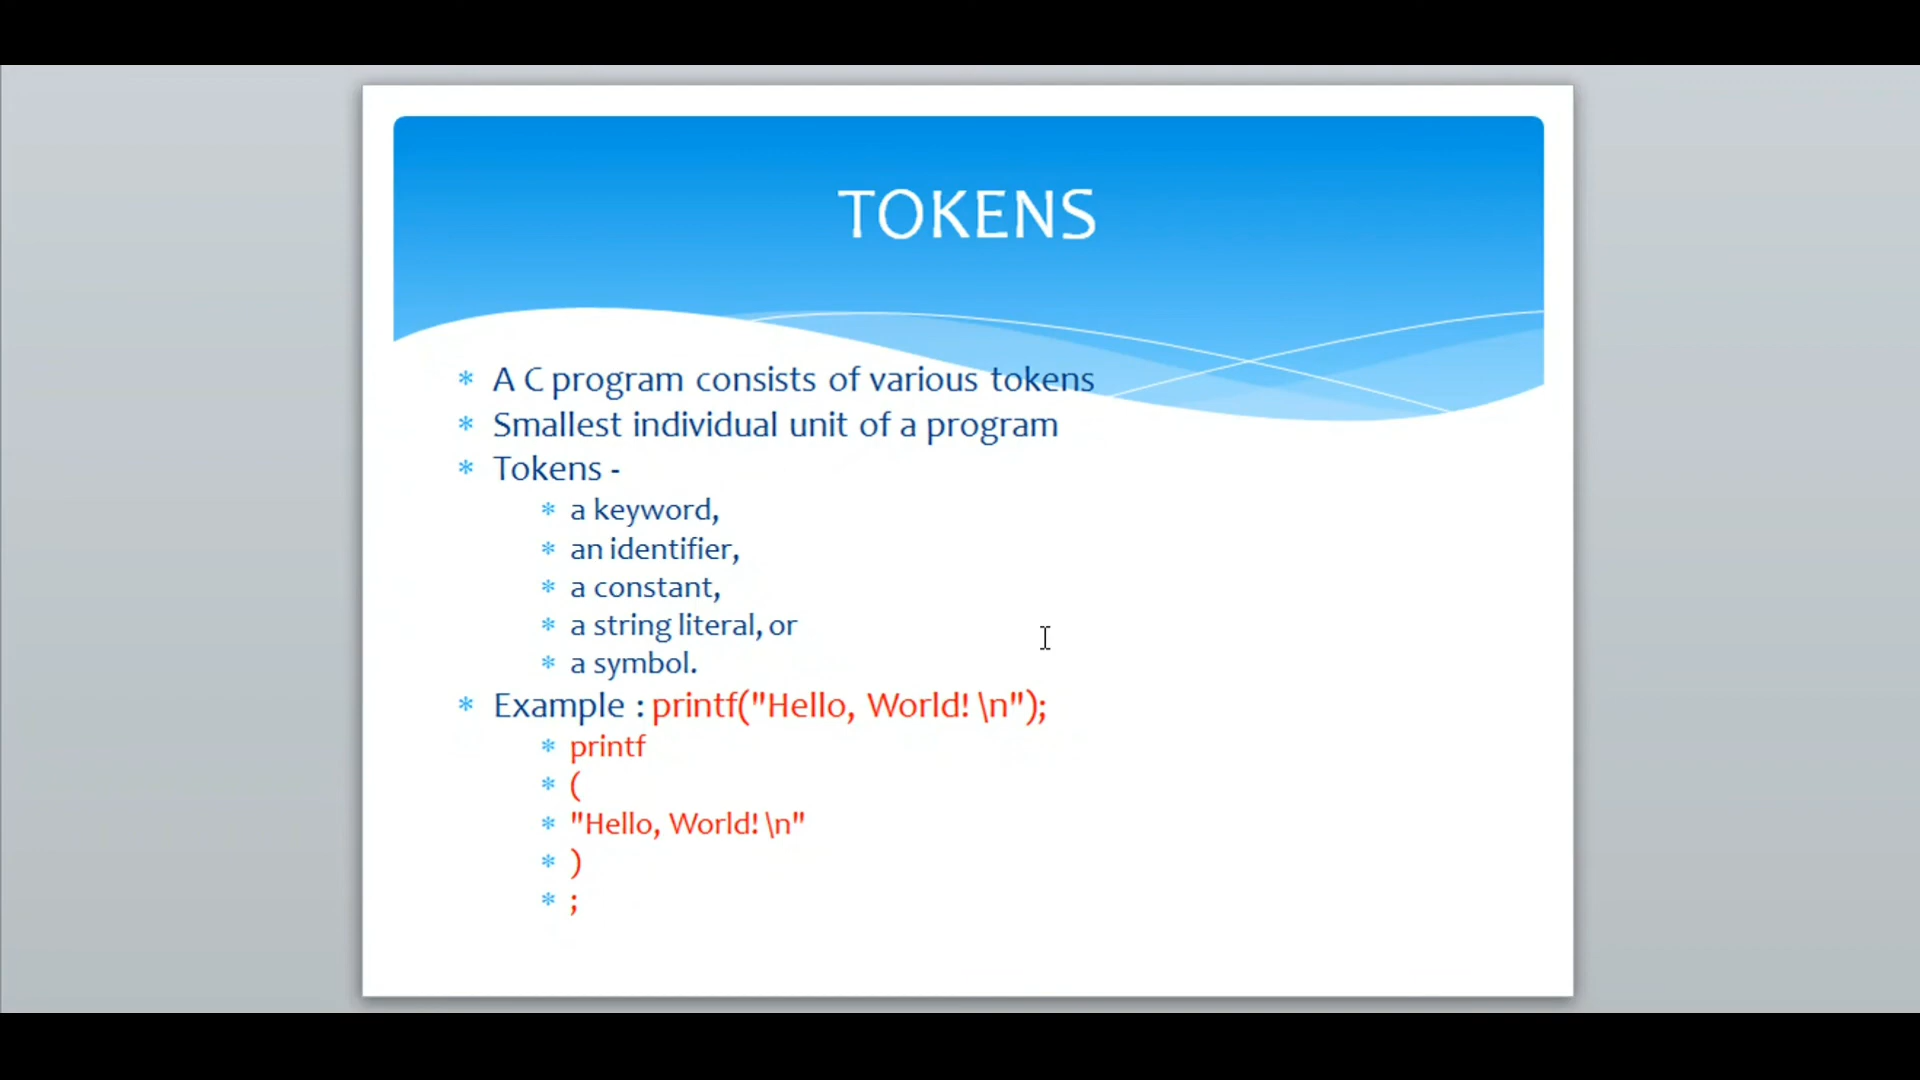 TOKENS
* A C program consists of various tokens
* Smallest individual unit of a program
* Tokens -
* a keyword,
* an identifier,
* a constant,
* a string literal, or
* a symbol.
* Example : printf("Hello, World! \n");
* printf
* (
* "Hello, World! \n"
* )
* ;